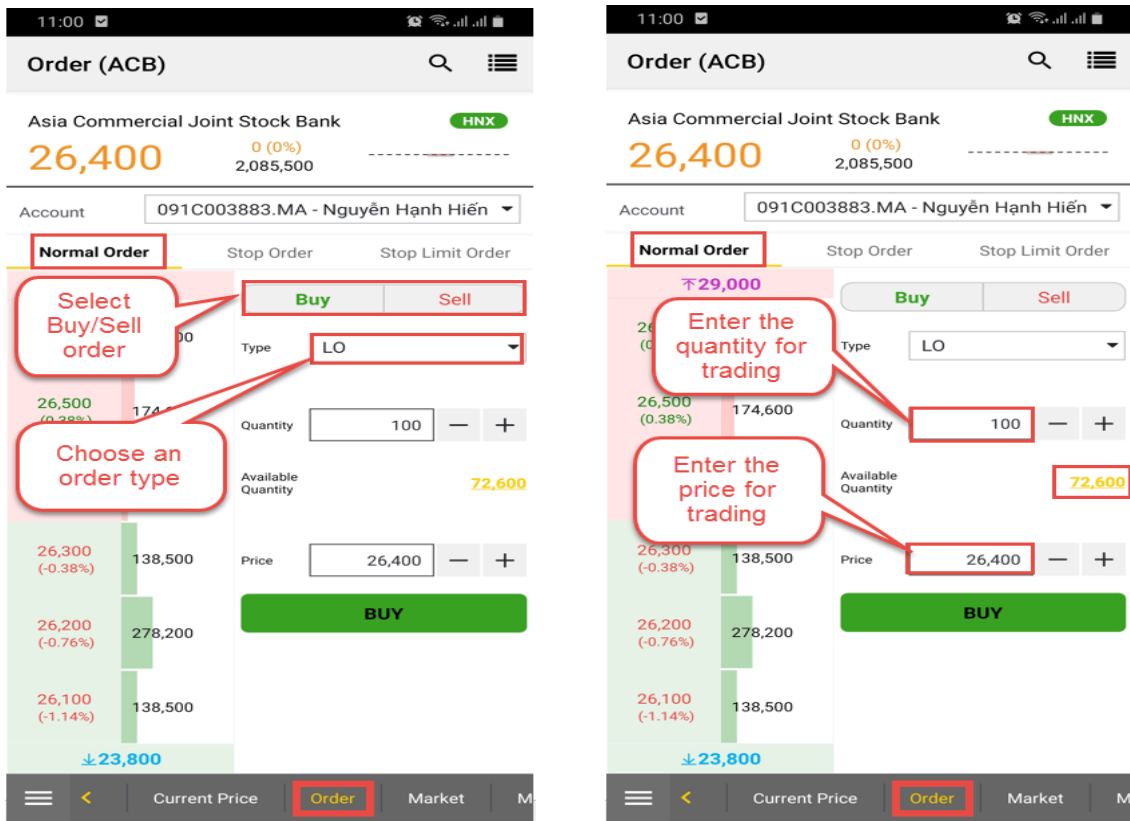 11:00
Order (ACB)
Asia Commercial Joint Stock Bank
HNX
26,400
0 (0%)
2,085,500
Account
091C003883.MA - Nguyễn Hạnh Hiến
Normal Order
Stop Order
Stop Limit Order
Select
Buy/Sell
order
Buy
Sell
Type
LO
26,500
Choose an
order type
Quantity
100
Available
Quantity
72,600
26,300
(-0.38%)
138,500
Price
26,400
BUY
26,200
(-0.76%)
278,200
26,100
(-1.14%)
138,500
23,800
Current Price
Order
Market
11:00
Order (ACB)
Asia Commercial Joint Stock Bank
HNX
26,400
0 (0%)
2,085,500
Account
091C003883.MA - Nguyễn Hạnh Hiến
Normal Order
Stop Order
Stop Limit Order
29,000
Buy
Sell
Enter the
quantity for
trading
Type
LO
26,500
(0.38%)
174,600
Quantity
100
Enter the
price for
trading
Available
Quantity
72,600
26,300
(-0.38%)
138,500
Price
26,400
BUY
26,200
(-0.76%)
278,200
26,100
(-1.14%)
138,500
23,800
Current Price
Order
Market